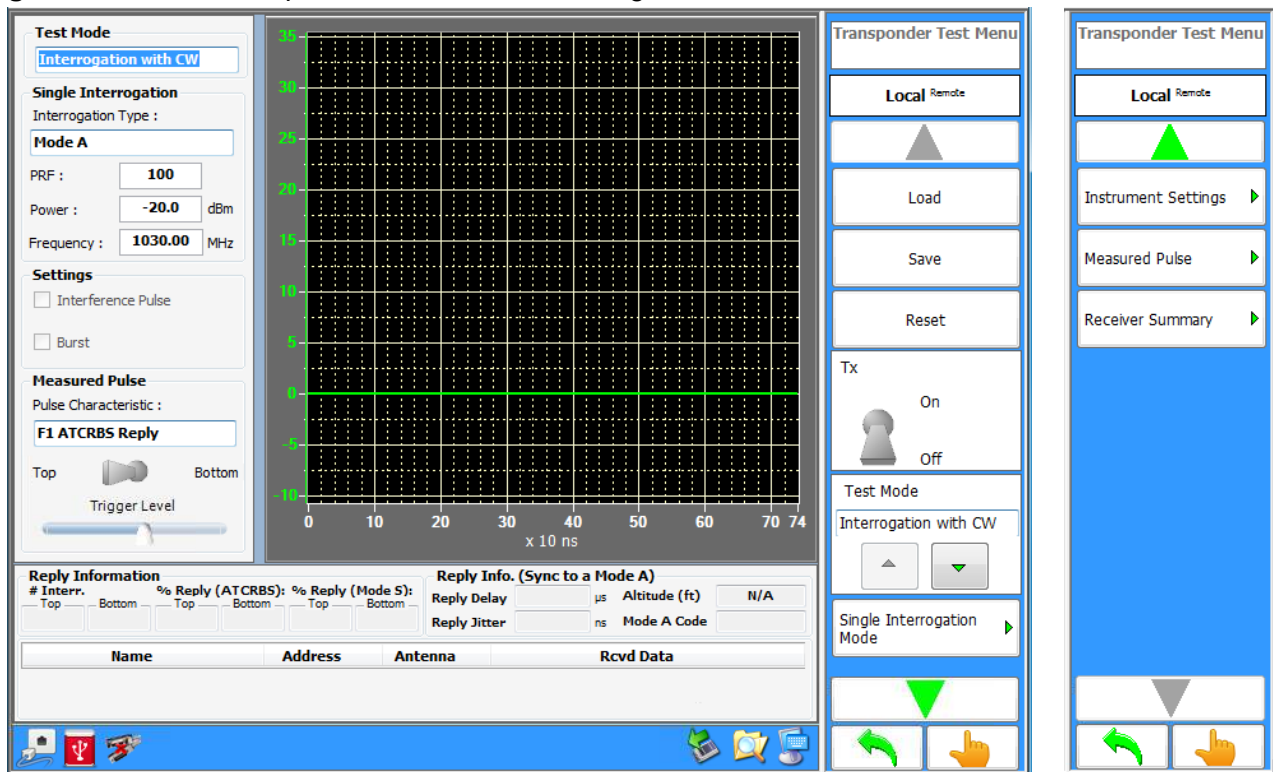 Test Mode
Interrogation with CW
Single Interrogation
Interrogation Type :
Mode A
PRF : 100
Power : -20.0 dBm
Frequency : 1030.00 MHz
Settings
Interference Pulse
Burst
Measured Pulse
Pulse Characteristic :
F1 ATCRBS Reply
Top Bottom
Trigger Level
35
30
25
20
15
10
5
0
-5
-10
0 10 20 30 40 50 60 70 74
x 10 ns
Reply Information
# Interr. % Reply (ATCRBS): % Reply (Mode S):
Top Bottom Top Bottom Top Bottom
Reply Info. (Sync to a Mode A)
Reply Delay µs Altitude (ft) N/A
Reply Jitter ns Mode A Code
Name Address Antenna Rcvd Data
Transponder Test Menu
Local Remote
Load
Save
Reset
Tx
On
Off
Test Mode
Interrogation with CW
Single Interrogation
Mode
Transponder Test Menu
Local Remote
Instrument Settings
Measured Pulse
Receiver Summary